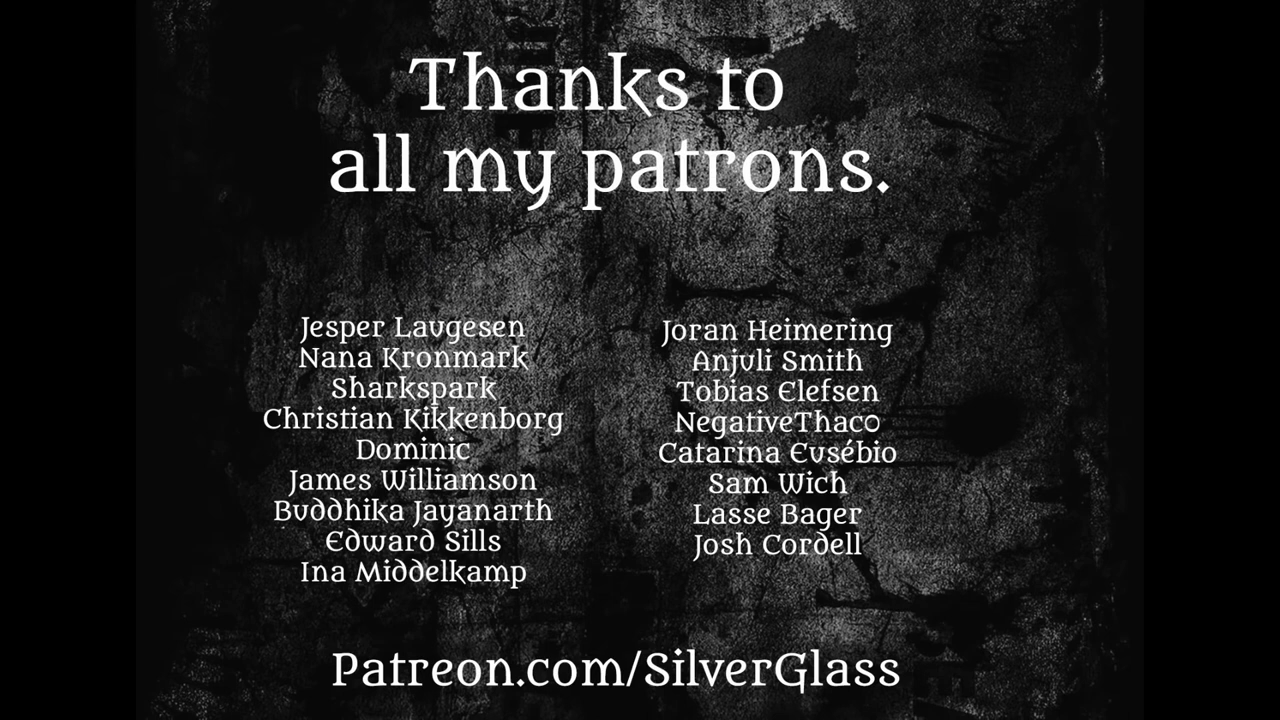 Thanks to
all my patrons.
Jesper Laugesen
Nana Kronmark
Sharkspark
Christian Kikkenborg
Dominic
James Williamson
Buddhika Jayanarth
Edward Sills
Ina Middelkamp
Joran Heimering
Anjuli Smith
Tobias Elefsen
NegativeThaco
Catarina Eusébio
Sam Wich
Lasse Bager
Josh Cordell
Patreon.com/SilverGlass